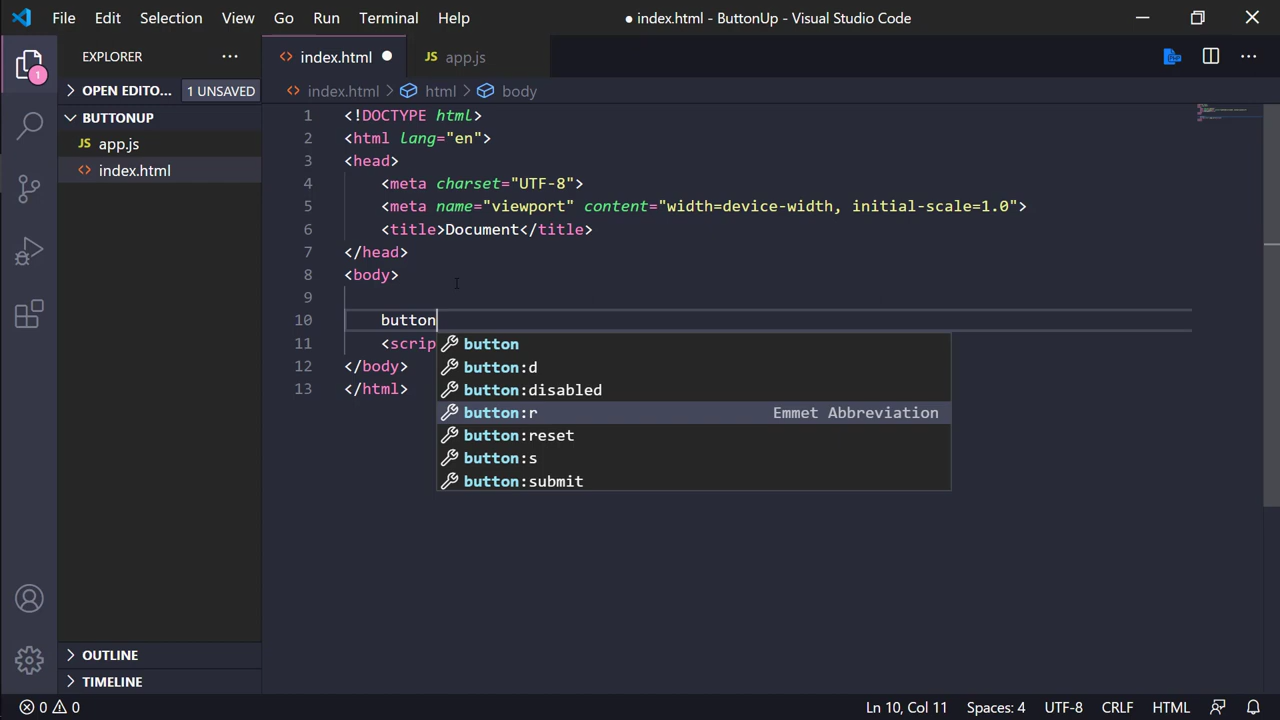 File Edit Selection View Go Run Terminal Help
● index.html - ButtonUp - Visual Studio Code
EXPLORER
index.html ●
JS app.js
1
OPEN EDITO... 1 UNSAVED
index.html > html > body
BUTTONUP
JS app.js
index.html
1 <!DOCTYPE html>
2 <html lang="en">
3 <head>
4 <meta charset="UTF-8">
5 <meta name="viewport" content="width=device-width, initial-scale=1.0">
6 <title>Document</title>
7 </head>
8 <body>
9
10 button
11 <scrip
12 </body>
13 </html>
button
button:d
button:disabled
button:r Emmet Abbreviation
button:reset
button:s
button:submit
OUTLINE
TIMELINE
0 0 Ln 10, Col 11 Spaces: 4 UTF-8 CRLF HTML